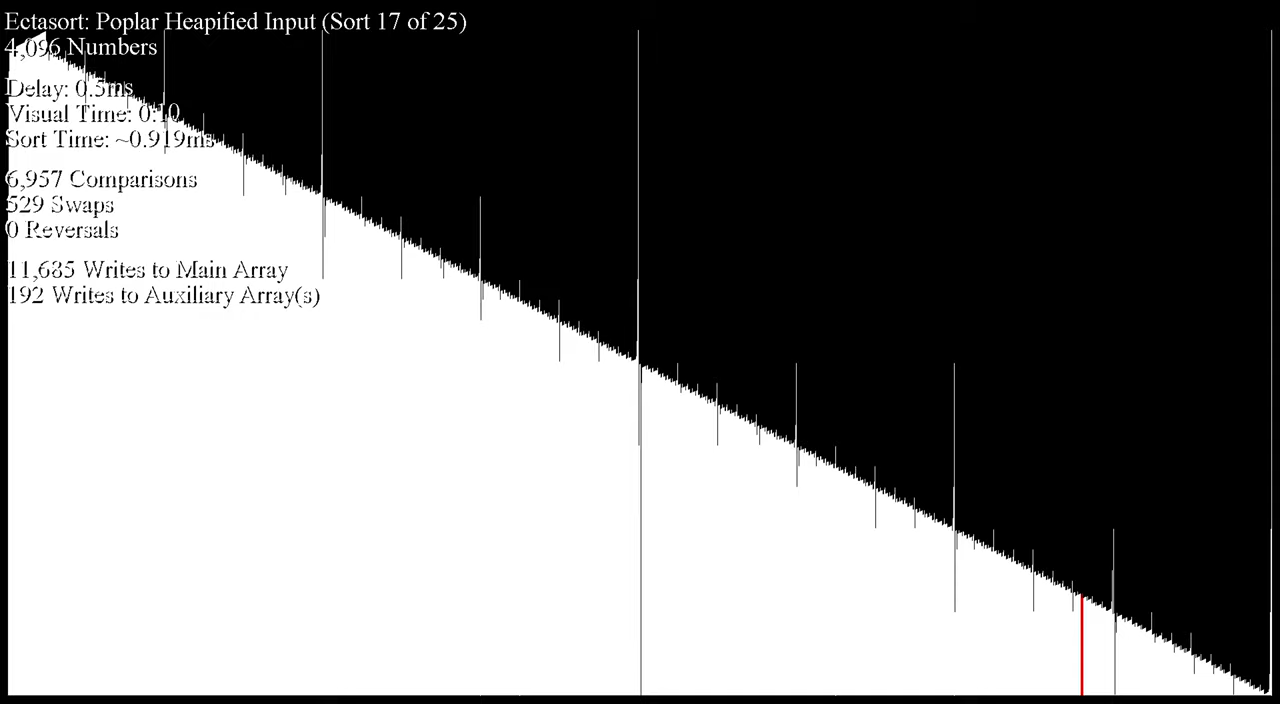 Ectasort: Poplar Heapified Input (Sort 17 of 25)
4,096 Numbers
Delay: 0.5ms
Visual Time: 0:10
Sort Time: ~0.919ms
6,957 Comparisons
529 Swaps
0 Reversals
11,685 Writes to Main Array
192 Writes to Auxiliary Array(s)